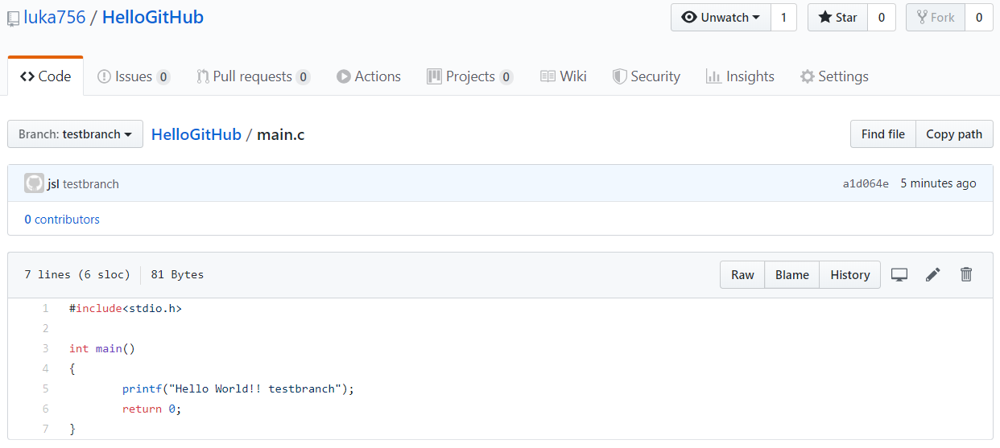 luka756 / HelloGitHub Unwatch 1 Star 0 Fork 0
Code Issues 0 Pull requests 0 Actions Projects 0 Wiki Security Insights Settings
Branch: testbranch HelloGitHub / main.c Find file Copy path
jsl testbranch a1d064e 5 minutes ago
0 contributors
7 lines (6 sloc) 81 Bytes Raw Blame History
1 #include<stdio.h>
2
3 int main()
4 {
5 printf("Hello World!! testbranch");
6 return 0;
7 }